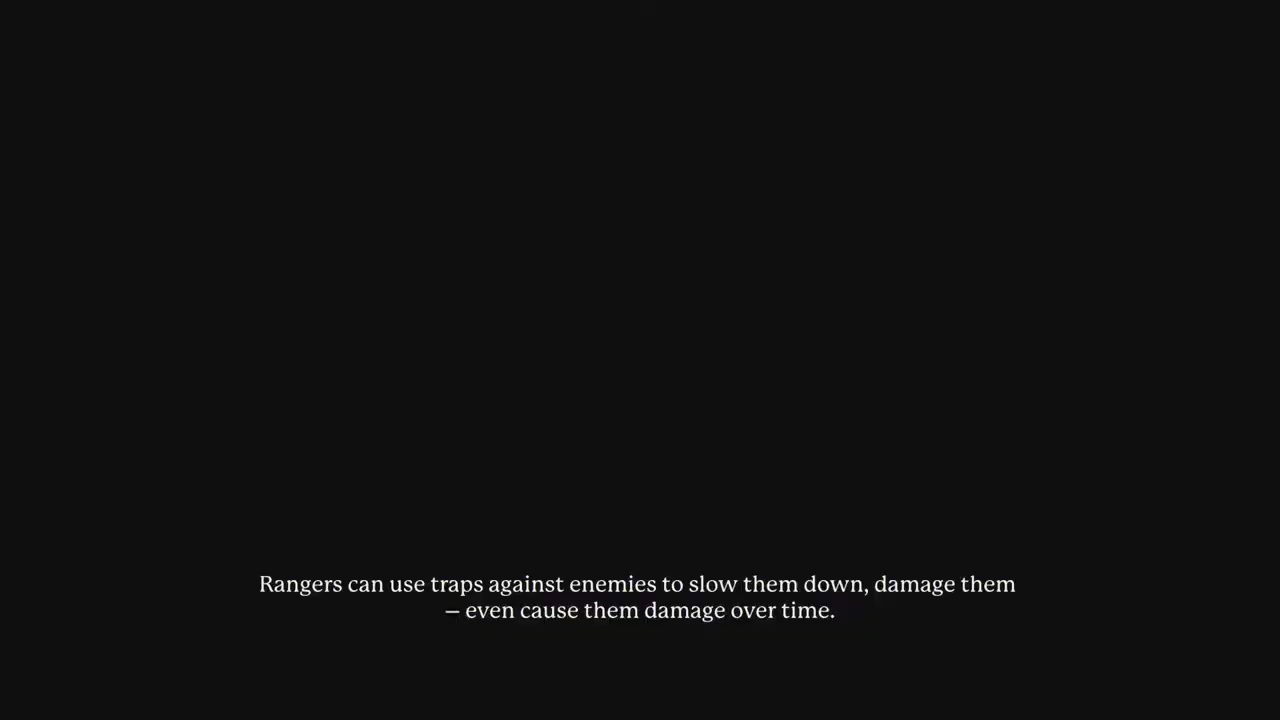 Rangers can use traps against enemies to slow them down, damage them
– even cause them damage over time.